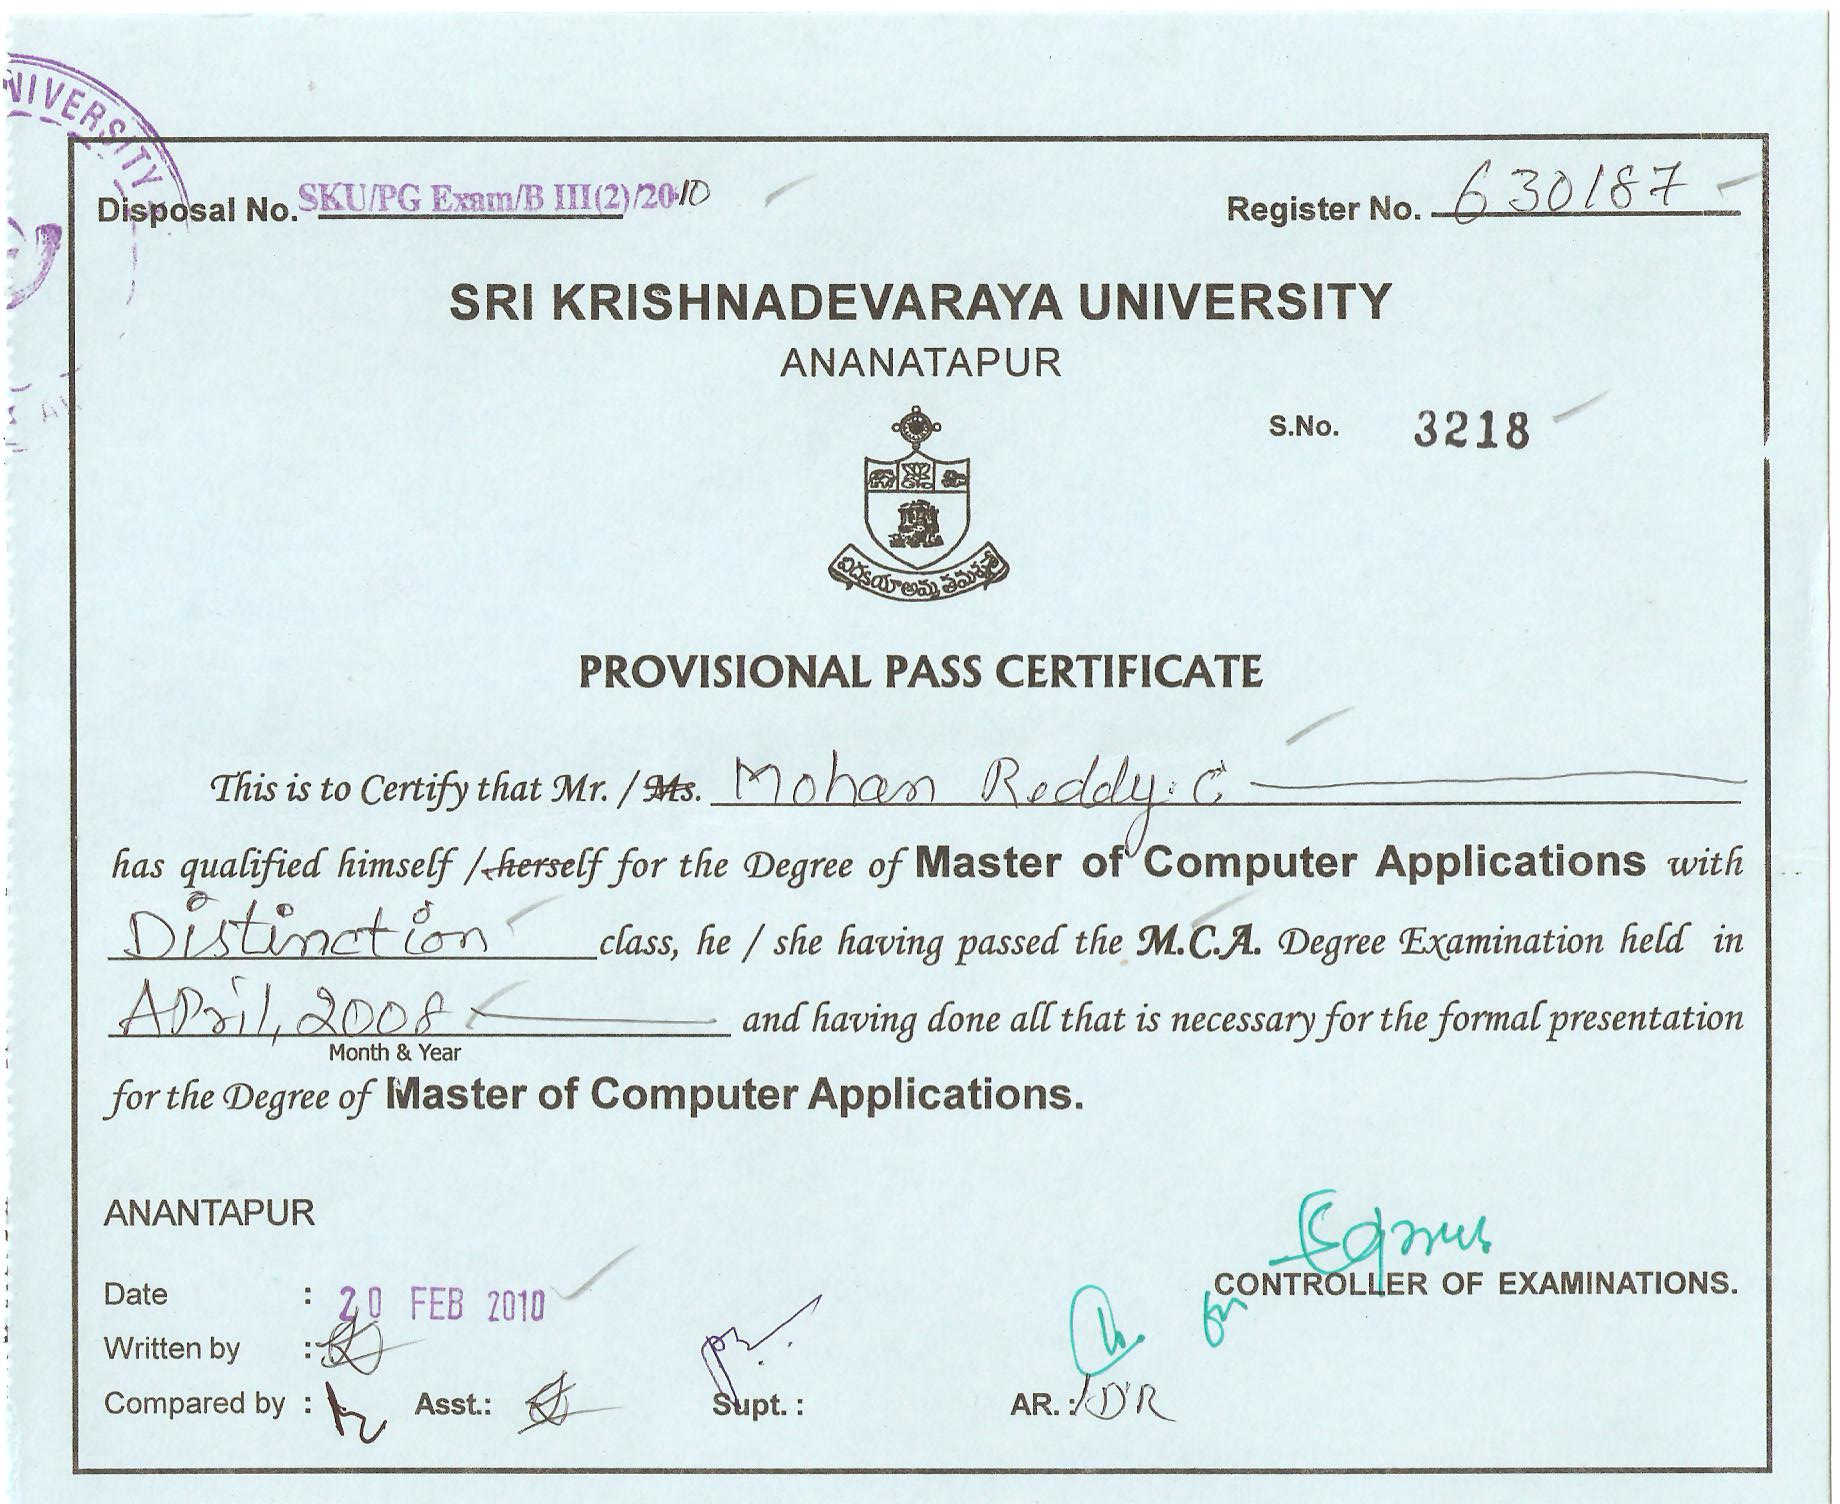 NIVERSITY
Disposal No. SKU/PG Exam/B III(2)/2010
Register No. 630187
SRI KRISHNADEVARAYA UNIVERSITY
ANANATAPUR
S.No. 3218
PROVISIONAL PASS CERTIFICATE
This is to Certify that Mr. / Ms. Mohan Reddy. C
has qualified himself / herself for the Degree of Master of Computer Applications with
Distinction class, he / she having passed the M.C.A. Degree Examination held in
April, 2008 and having done all that is necessary for the formal presentation
Month & Year
for the Degree of Master of Computer Applications.
ANANTAPUR
CONTROLLER OF EXAMINATIONS.
Date : 20 FEB 2010
Written by :
Compared by : Asst.: Supt. : AR. : /DR